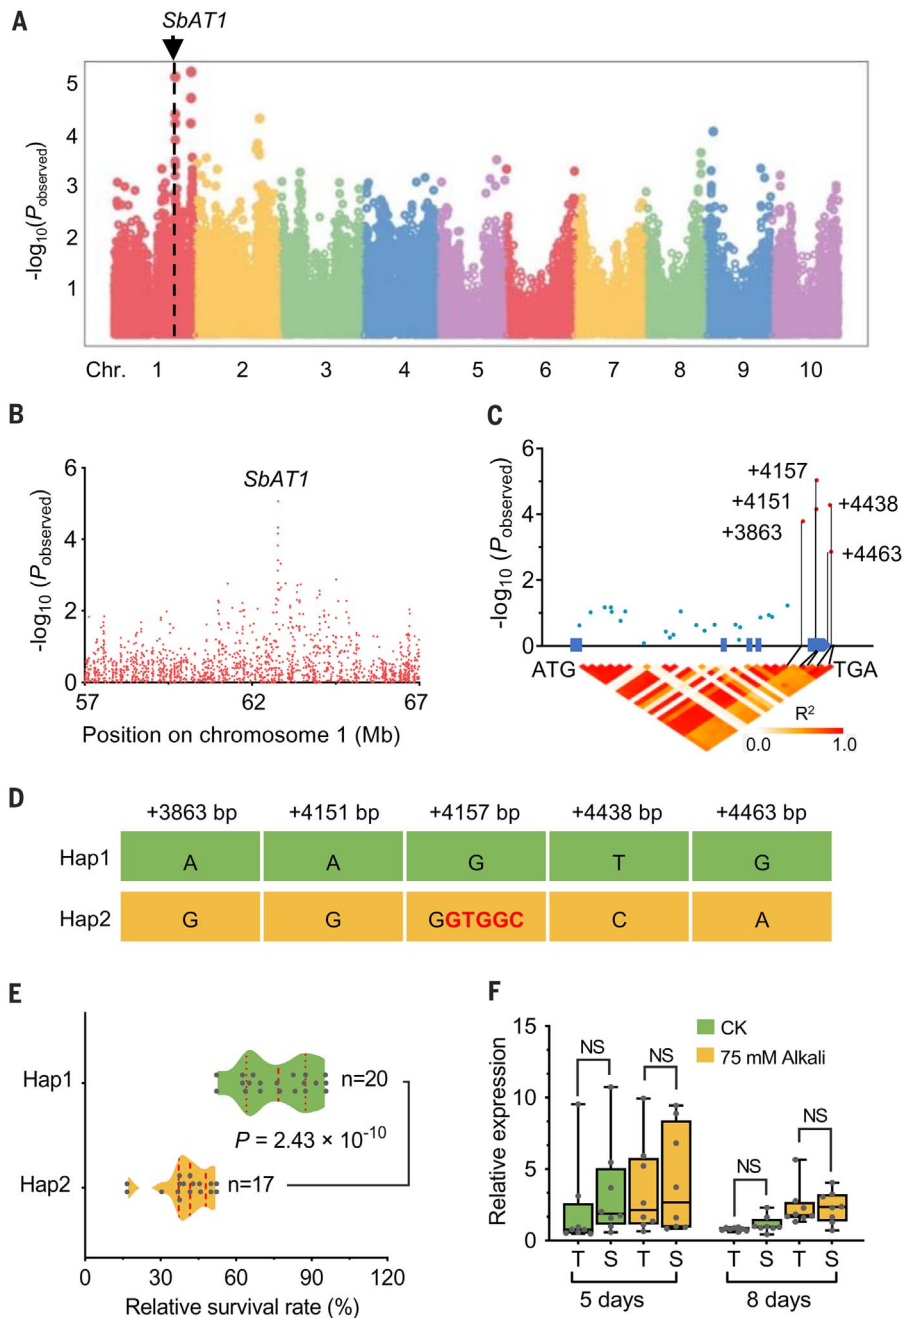 A
SbAT1
-log10(Pobserved)
5
4
3
2
1
Chr. 1 2 3 4 5 6 7 8 9 10
B
-log10 (Pobserved)
SbAT1
6
4
2
0
57 62 67
Position on chromosome 1 (Mb)
C
-log10 (Pobserved)
6
4
2
0
+4157
+4151
+4438
+3863
+4463
ATG TGA
R²
0.0 1.0
D
+3863 bp +4151 bp +4157 bp +4438 bp +4463 bp
Hap1 A A G T G
Hap2 G G GGTGGC C A
E
Hap1 n=20
P = 2.43 × 10⁻¹⁰
Hap2 n=17
0 30 60 90 120
Relative survival rate (%)
F
Relative expression
15
10
5
0
CK
75 mM Alkali
NS NS
NS NS
T S T S T S T S
5 days 8 days